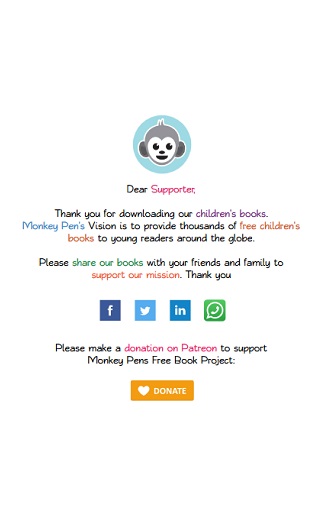 Dear Supporter,
Thank you for downloading our children's books.
Monkey Pen's Vision is to provide thousands of free children's
books to young readers around the globe.
Please share our books with your friends and family to
support our mission. Thank you
f in
Please make a donation on Patreon to support
Monkey Pens Free Book Project:
DONATE